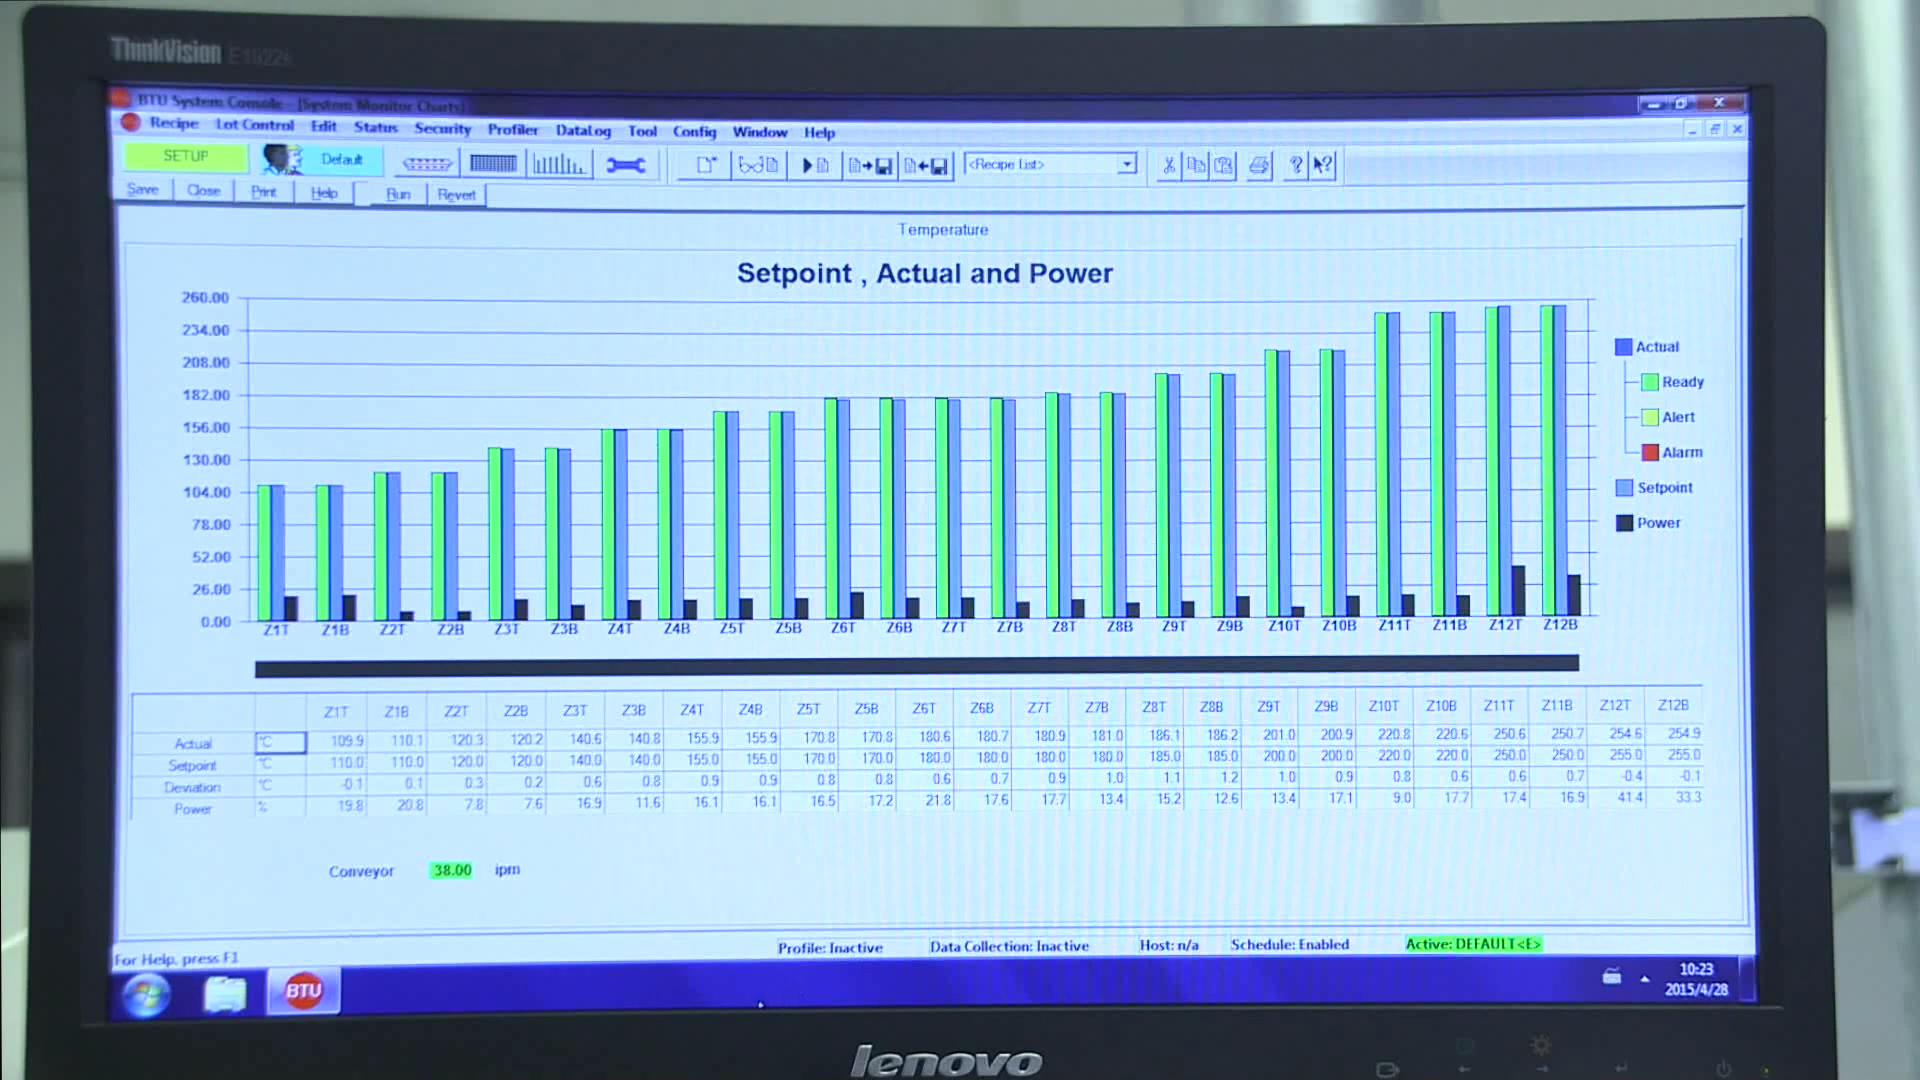 ThinkVision E1922s
BTU System Console - [System Monitor Charts]
Recipe Lot Control Edit Status Security Profiler DataLog Tool Config Window Help
SETUP Default <Recipe List>
Save Close Print Help Run Revert
Temperature
Setpoint , Actual and Power
260.00
234.00
208.00
182.00
156.00
130.00
104.00
78.00
52.00
26.00
0.00
Z1T Z1B Z2T Z2B Z3T Z3B Z4T Z4B Z5T Z5B Z6T Z6B Z7T Z7B Z8T Z8B Z9T Z9B Z10T Z10B Z11T Z11B Z12T Z12B
Actual
Ready
Alert
Alarm
Setpoint
Power
Z1T Z1B Z2T Z2B Z3T Z3B Z4T Z4B Z5T Z5B Z6T Z6B Z7T Z7B Z8T Z8B Z9T Z9B Z10T Z10B Z11T Z11B Z12T Z12B
Actual °C 109.9 110.1 120.3 120.2 140.6 140.8 155.9 155.9 170.8 170.8 180.6 180.7 180.9 181.0 186.1 186.2 201.0 200.9 220.8 220.6 250.6 250.7 254.6 254.9
Setpoint °C 110.0 110.0 120.0 120.0 140.0 140.0 155.0 155.0 170.0 170.0 180.0 180.0 180.0 180.0 185.0 185.0 200.0 200.0 220.0 220.0 250.0 250.0 255.0 255.0
Deviation °C -0.1 0.1 0.3 0.2 0.6 0.8 0.9 0.9 0.8 0.8 0.6 0.7 0.9 1.0 1.1 1.2 1.0 0.9 0.8 0.6 0.6 0.7 -0.4 -0.1
Power % 19.8 20.8 7.8 7.6 16.9 11.6 16.1 16.1 16.5 17.2 21.8 17.6 17.7 13.4 15.2 12.6 13.4 17.1 9.0 17.7 17.4 16.9 41.4 33.3
Conveyor 38.00 ipm
For Help, press F1 Profile: Inactive Data Collection: Inactive Host: n/a Schedule: Enabled Active: DEFAULT<E>
BTU 10:23
2015/4/28
lenovo